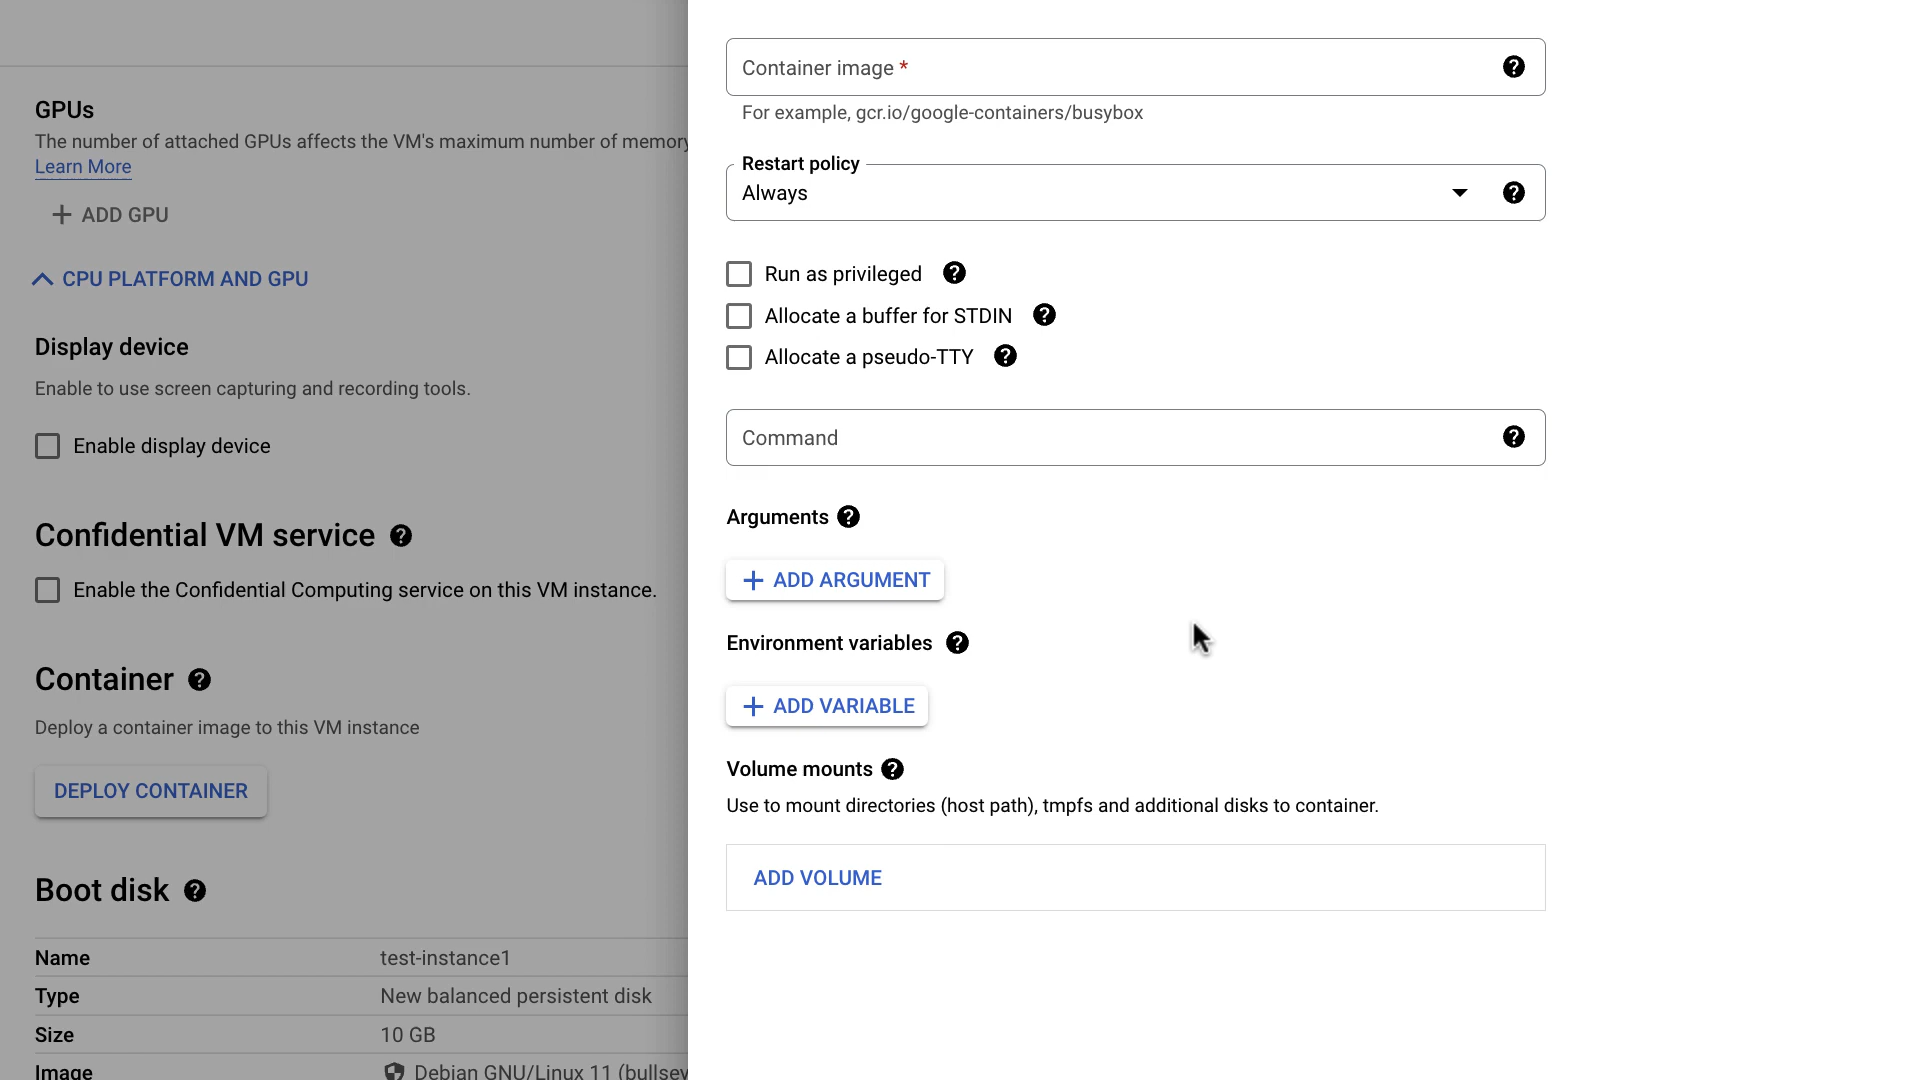 GPUs
The number of attached GPUs affects the VM's maximum number of memory
Learn More
ADD GPU
CPU PLATFORM AND GPU
Display device
Enable to use screen capturing and recording tools.
Enable display device
Confidential VM service
Enable the Confidential Computing service on this VM instance.
Container
Deploy a container image to this VM instance
DEPLOY CONTAINER
Boot disk
Name test-instance1
Type New balanced persistent disk
Size 10 GB
Image Debian GNU/Linux 11 (bullsey
Container image *
For example, gcr.io/google-containers/busybox
Restart policy
Always
Run as privileged
Allocate a buffer for STDIN
Allocate a pseudo-TTY
Command
Arguments
ADD ARGUMENT
Environment variables
ADD VARIABLE
Volume mounts
Use to mount directories (host path), tmpfs and additional disks to container.
ADD VOLUME